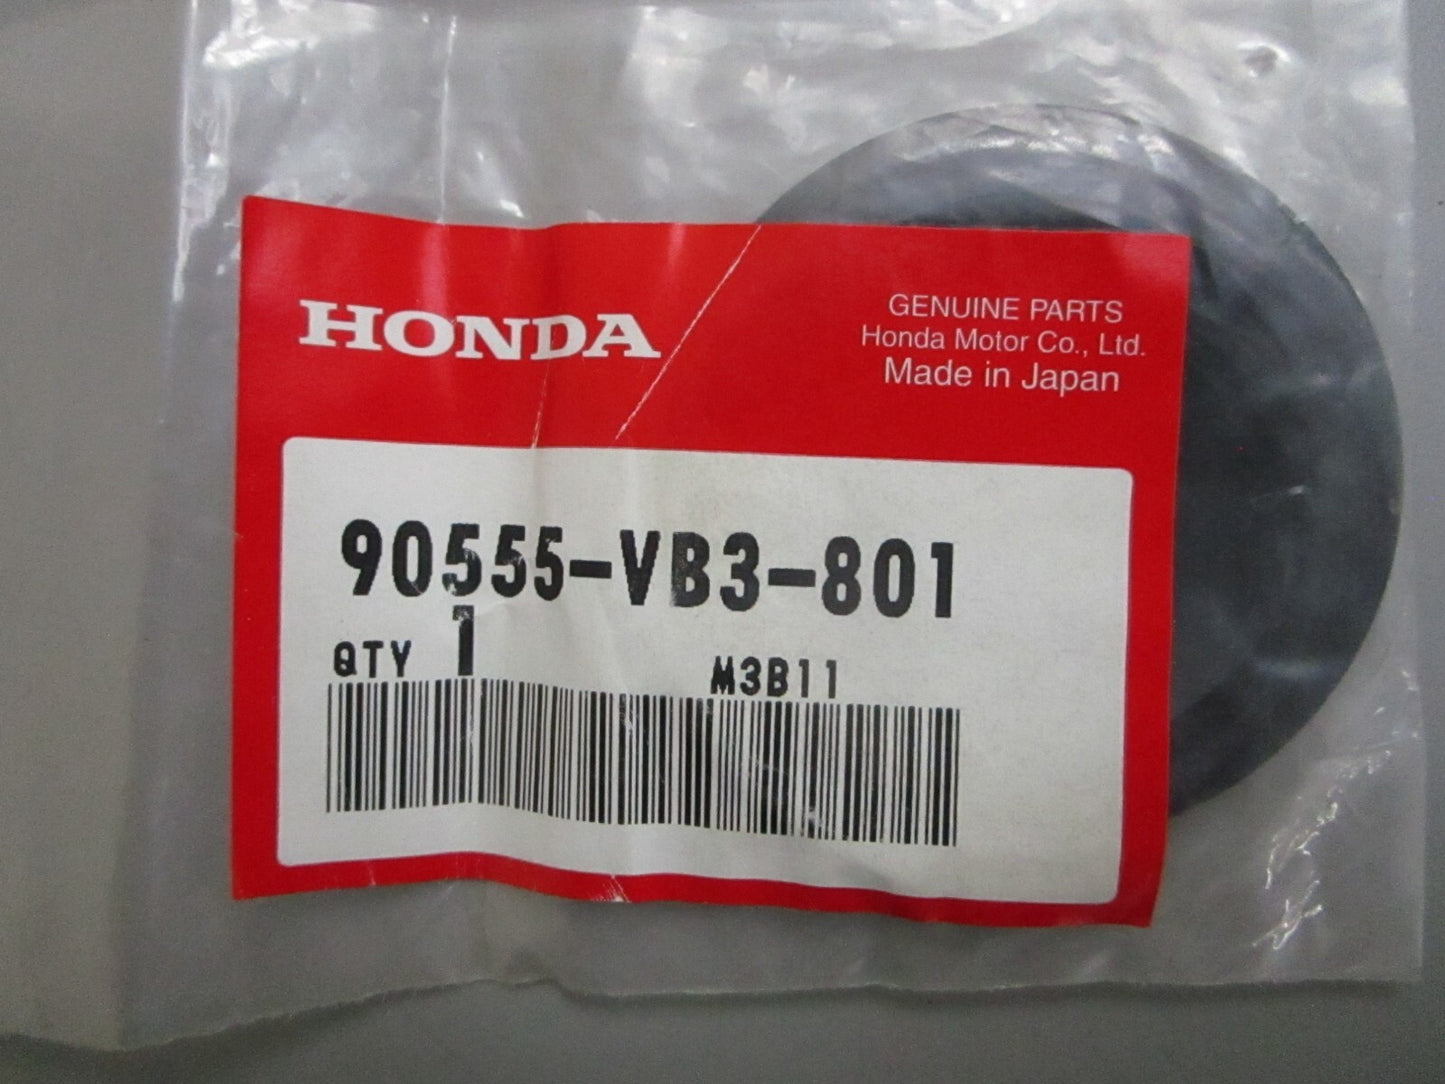 HONDA
GENUINE PARTS
Honda Motor Co., Ltd.
Made in Japan
90555-VB3-801
QTY 1 M3B11